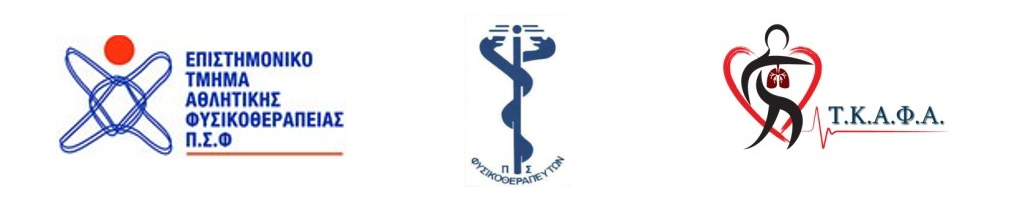 ΕΠΙΣΤΗΜΟΝΙΚΟ
ΤΜΗΜΑ
ΑΘΛΗΤΙΚΗΣ
ΦΥΣΙΚΟΘΕΡΑΠΕΙΑΣ
Π.Σ.Φ
Π Σ
ΦΥΣΙΚΟΘΕΡΑΠΕΥΤΩΝ
Τ.Κ.Α.Φ.Α.